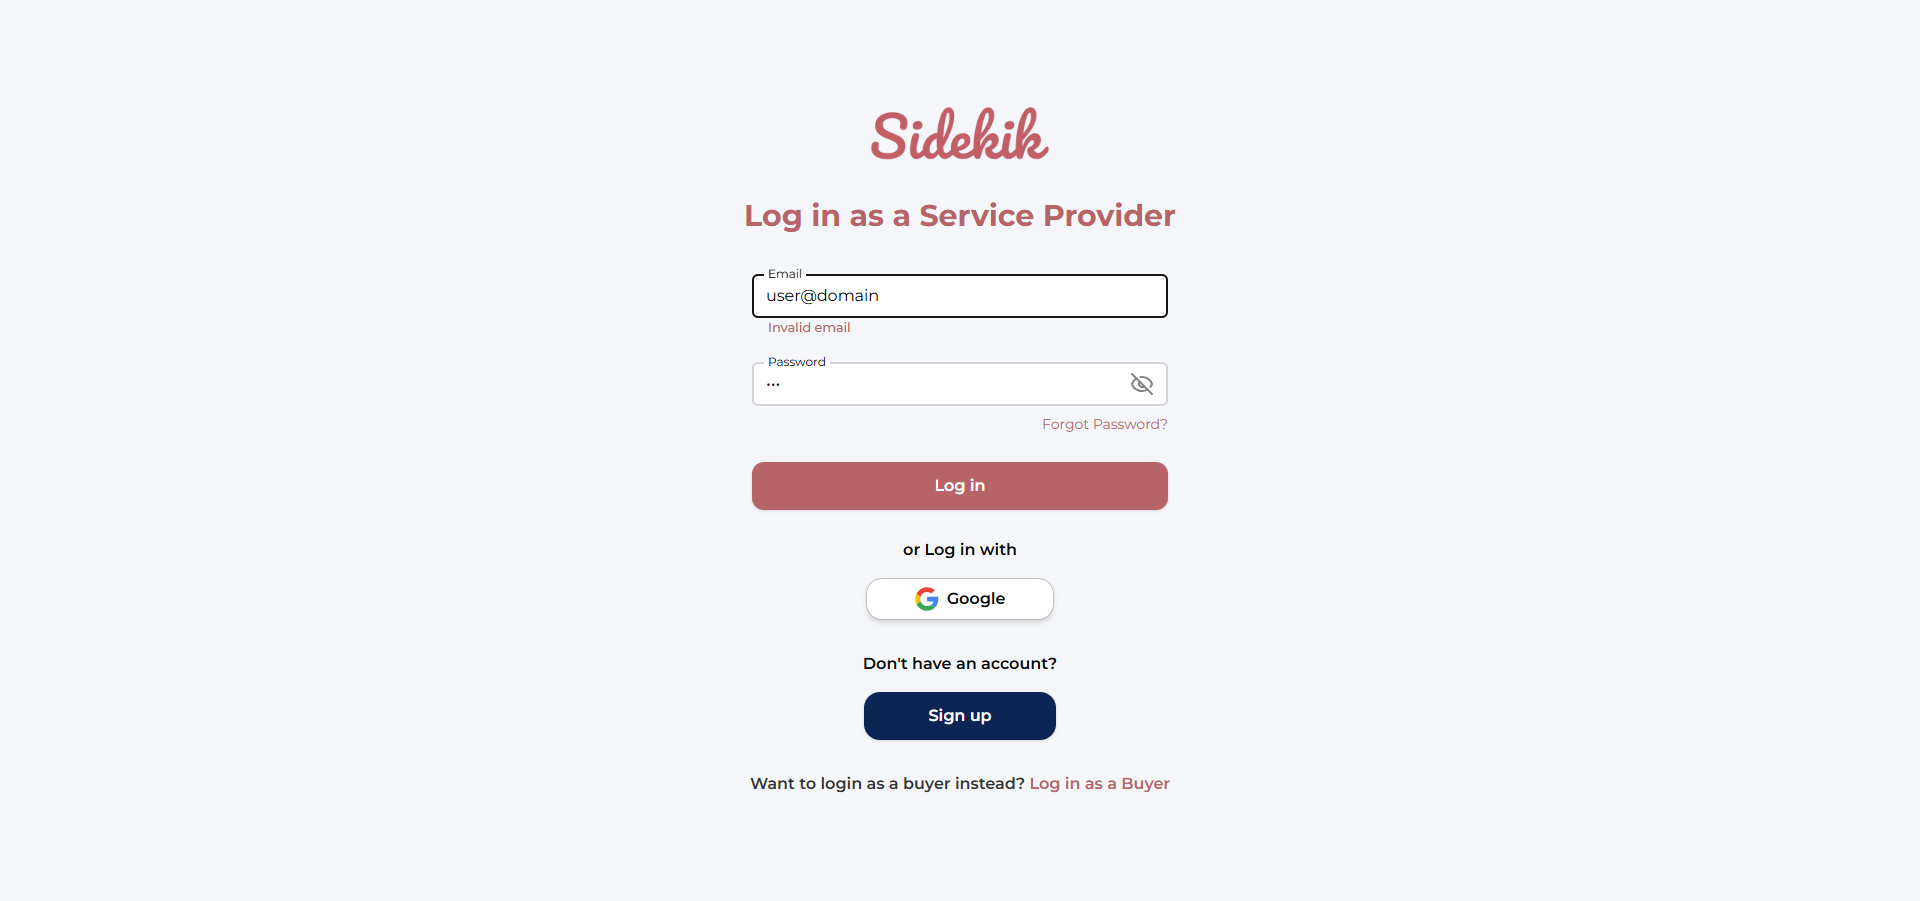 Sidekik
Log in as a Service Provider
Email
user@domain
Invalid email
Password
•••
Forgot Password?
Log in
or Log in with
Google
Don't have an account?
Sign up
Want to login as a buyer instead? Log in as a Buyer